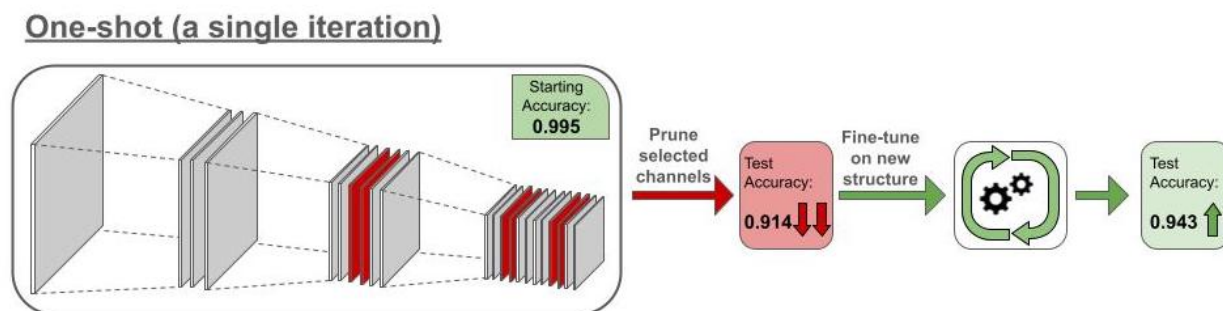 One-shot (a single iteration)
Starting
Accuracy:
0.995
Prune
selected
channels
Test
Accuracy:
0.914
Fine-tune
on new
structure
Test
Accuracy:
0.943